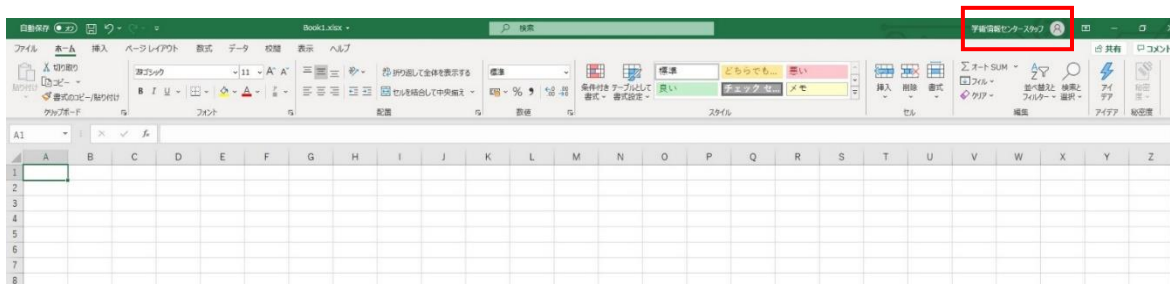 自動保存 オフ Book1.xlsx 検索 学術情報センタースタッフ
ファイル ホーム 挿入 ページ レイアウト 数式 データ 校閲 表示 ヘルプ 共有 コメント
切り取り 游ゴシック 11 A A 折り返して全体を表示する 標準 標準 どちらでも... 悪い オート SUM
コピー 良い チェック セ... メモ フィル
貼り付け 書式のコピー/貼り付け B I U A セルを結合して中央揃え % 条件付き書式 テーブルとして書式設定 挿入 削除 書式 クリア 並べ替えとフィルター 検索と選択 アイデア 秘密度
クリップボード フォント 配置 数値 スタイル セル 編集 アイデア 秘密度
A1 fx
A B C D E F G H I J K L M N O P Q R S T U V W X Y Z
1
2
3
4
5
6
7
8